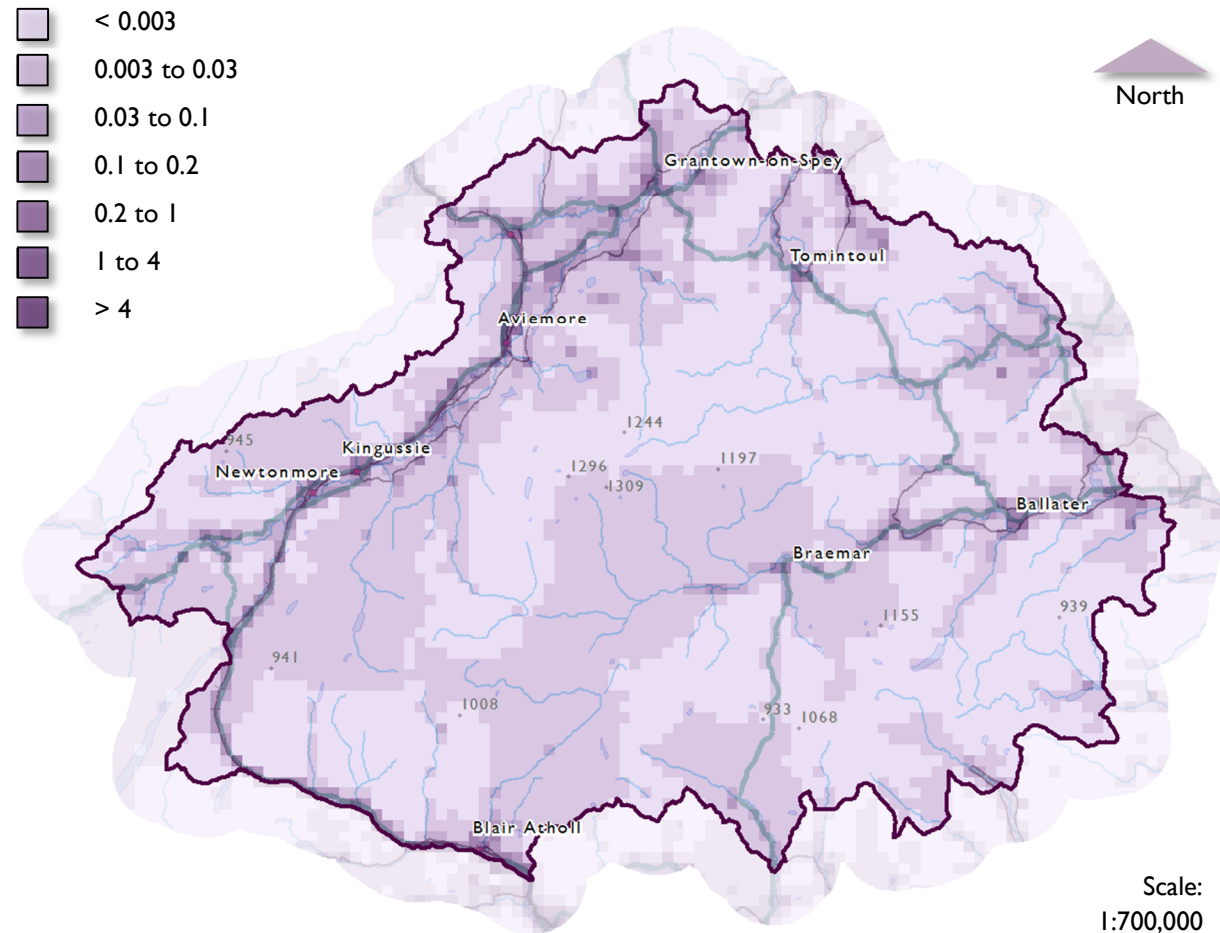 < 0.003
0.003 to 0.03
0.03 to 0.1
0.1 to 0.2
0.2 to 1
1 to 4
> 4
North
Grantown-on-Spey
Tomintoul
Aviemore
1244
945
Kingussie
1197
1296
Newtonmore
1309
Ballater
Braemar
939
1155
941
1008
933
1068
Blair Atholl
Scale:
1:700,000